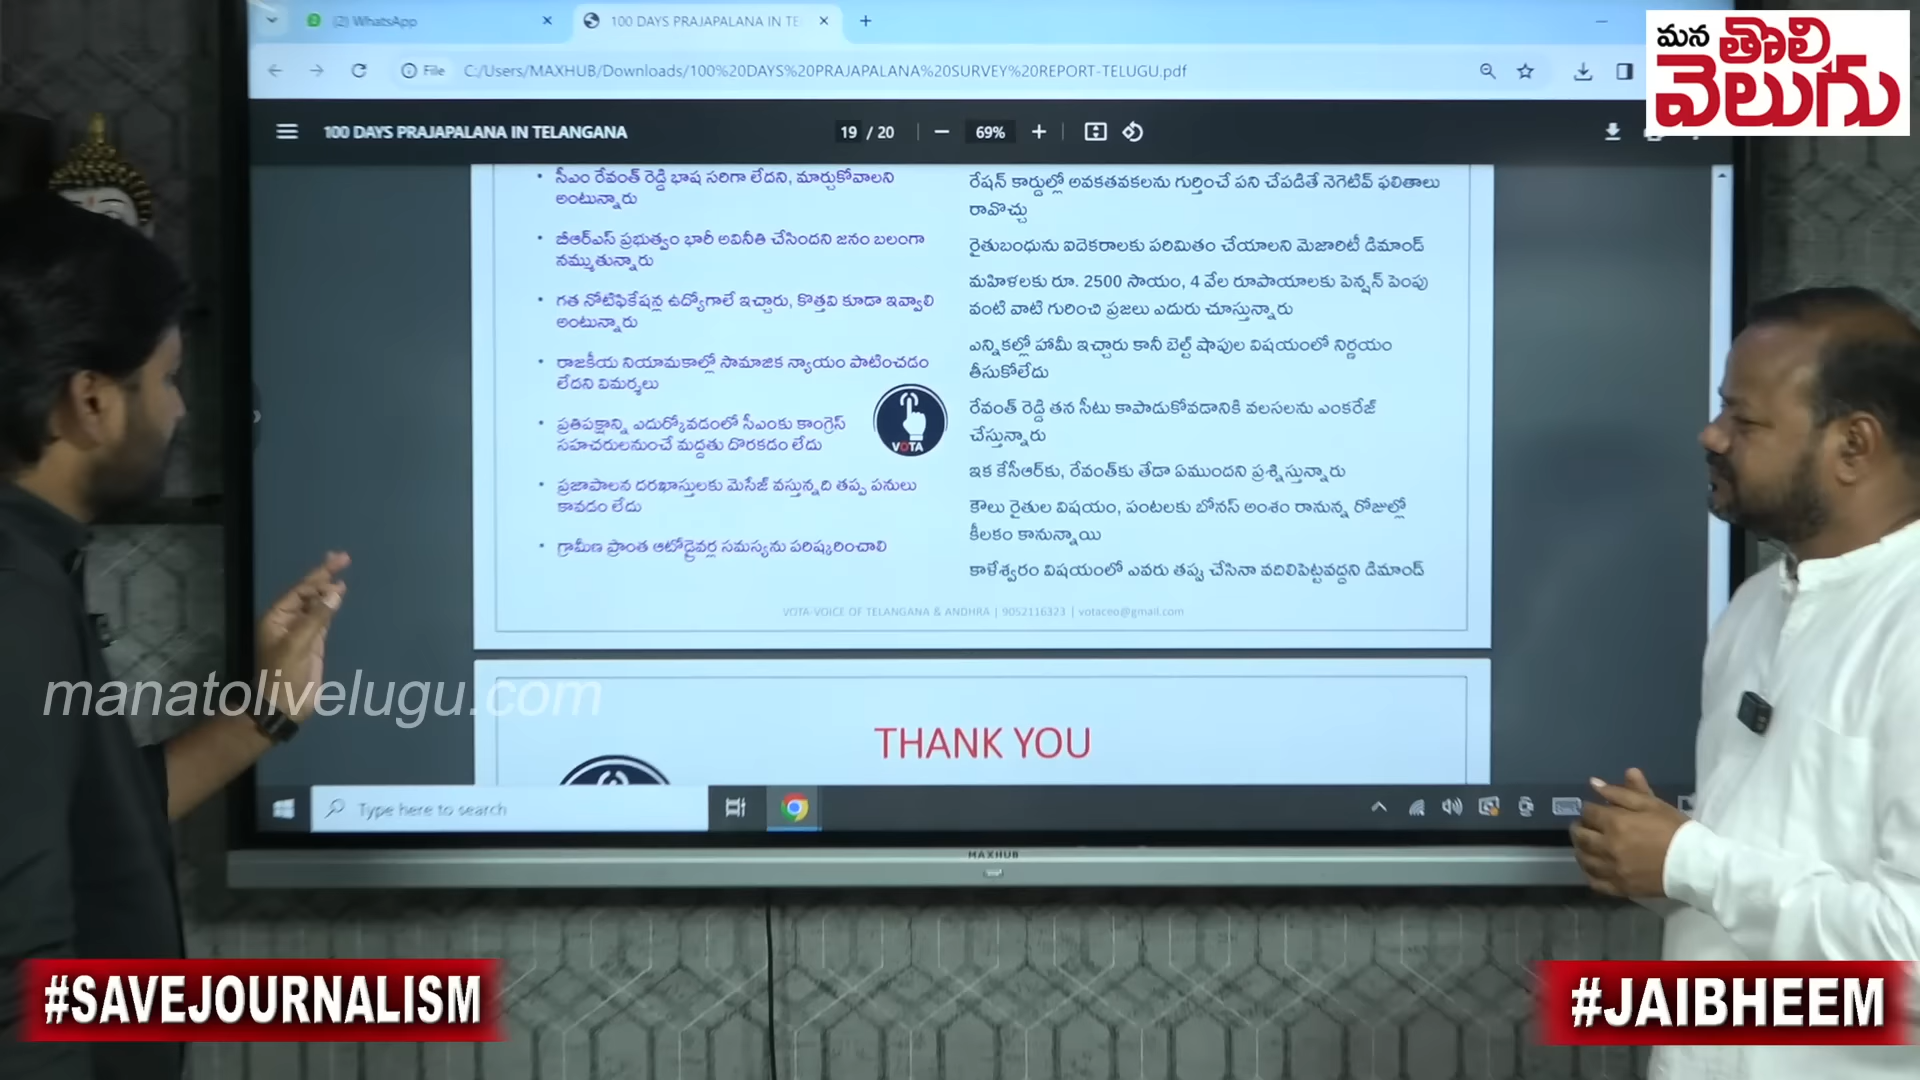 (2) WhatsApp
100 DAYS PRAJAPALANA IN TE
File
C:/Users/MAXHUB/Downloads/100%20DAYS%20PRAJAPALANA%20SURVEY%20REPORT-TELUGU.pdf
మన తొలి
వెలుగు
100 DAYS PRAJAPALANA IN TELANGANA
19 / 20
69%
• సీఎం రేవంత్ రెడ్డి భాష సరిగా లేదని, మార్చుకోవాలని
అంటున్నారు
• బీఆర్ఎస్ ప్రభుత్వం భారీ అవినీతి చేసిందని జనం బలంగా
నమ్ముతున్నారు
• గత నోటిఫికేషన్ల ఉద్యోగాలే ఇచ్చారు, కొత్తవి కూడా ఇవ్వాలి
అంటున్నారు
• రాజకీయ నియామకాల్లో సామాజిక న్యాయం పాటించడం
లేదని విమర్శలు
• ప్రతిపక్షాన్ని ఎదుర్కోవడంలో సీఎంకు కాంగ్రెస్
సహచరులనుంచే మద్దతు దొరకడం లేదు
• ప్రజాపాలన దరఖాస్తులకు మెసేజ్ వస్తున్నది తప్ప పనులు
కావడం లేదు
• గ్రామీణ ప్రాంత ఆటోడ్రైవర్ల సమస్యను పరిష్కరించాలి
VOTA
రేషన్ కార్డుల్లో అవకతవకలను గుర్తించే పని చేపడితే నెగెటివ్ ఫలితాలు
రావొచ్చు
రైతుబంధును ఐదెకరాలకు పరిమితం చేయాలని మెజారిటీ డిమాండ్
మహిళలకు రూ. 2500 సాయం, 4 వేల రూపాయాలకు పెన్షన్ పెంపు
వంటి వాటి గురించి ప్రజలు ఎదురు చూస్తున్నారు
ఎన్నికల్లో హామీ ఇచ్చారు కానీ బెల్ట్ షాపుల విషయంలో నిర్ణయం
తీసుకోలేదు
రేవంత్ రెడ్డి తన సీటు కాపాడుకోవడానికి వలసలను ఎంకరేజ్
చేస్తున్నారు
ఇక కేసీఆర్‌కు, రేవంత్‌కు తేడా ఏముందని ప్రశ్నిస్తున్నారు
కౌలు రైతుల విషయం, పంటలకు బోనస్ అంశం రానున్న రోజుల్లో
కీలకం కానున్నాయి
కాళేశ్వరం విషయంలో ఎవరు తప్పు చేసినా వదిలిపెట్టవద్దని డిమాండ్
VOTA-VOICE OF TELANGANA & ANDHRA | 9052116323 | votaceo@gmail.com
THANK YOU
manatolivelugu.com
Type here to search
MAXHUB
#SAVEJOURNALISM
#JAIBHEEM